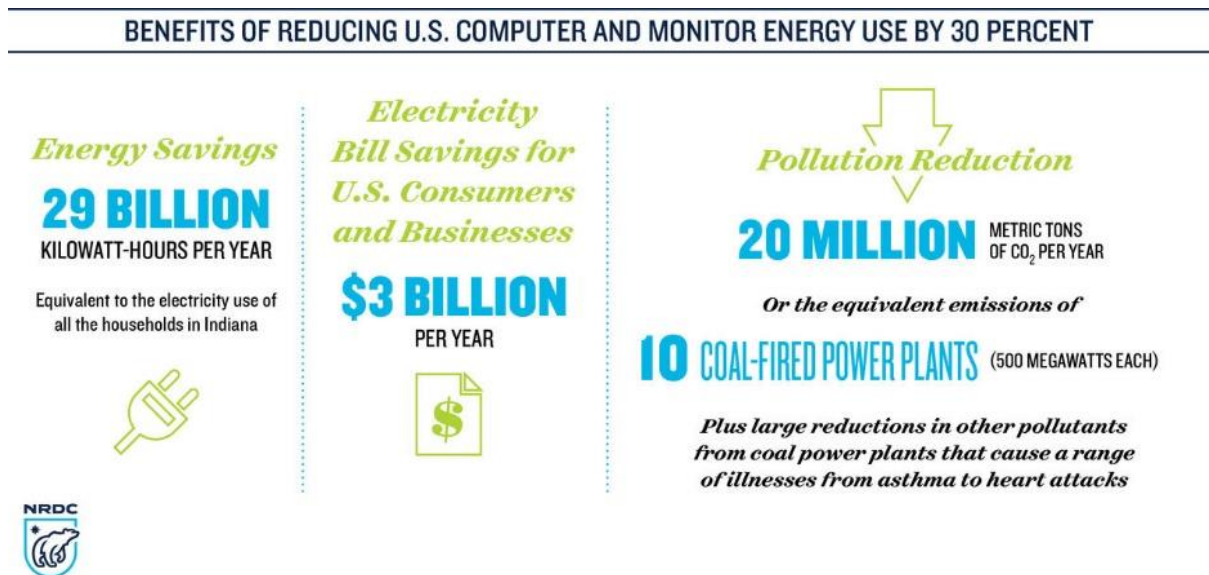 BENEFITS OF REDUCING U.S. COMPUTER AND MONITOR ENERGY USE BY 30 PERCENT
Energy Savings
29 BILLION
KILOWATT-HOURS PER YEAR
Equivalent to the electricity use of
all the households in Indiana
Electricity
Bill Savings for
U.S. Consumers
and Businesses
$3 BILLION
PER YEAR
$
Pollution Reduction
20 MILLION METRIC TONS
OF CO₂ PER YEAR
Or the equivalent emissions of
10 COAL-FIRED POWER PLANTS (500 MEGAWATTS EACH)
Plus large reductions in other pollutants
from coal power plants that cause a range
of illnesses from asthma to heart attacks
NRDC